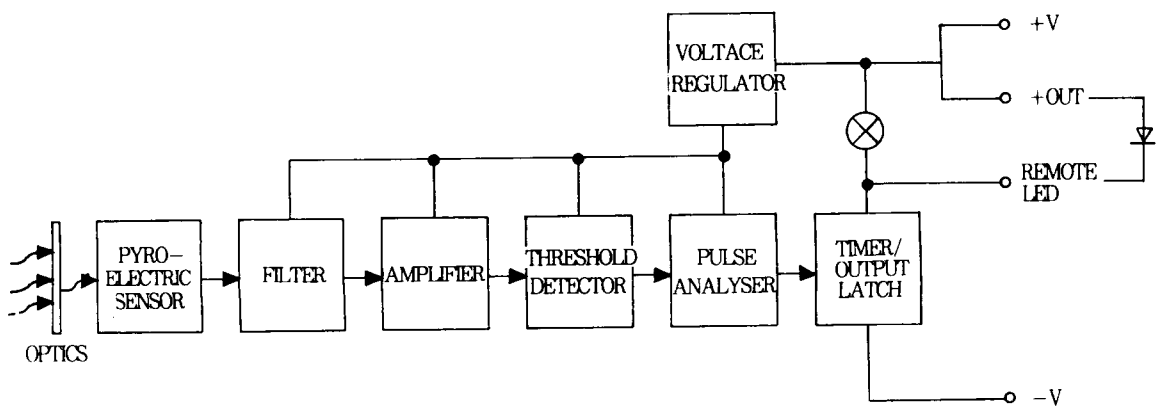 VOLTACE
REGULATOR
+V
+OUT
REMOTE
LED
PYRO-
ELECTRIC
SENSOR
FILTER
AMPLIFIER
THRESHOLD
DETECTOR
PULSE
ANALYSER
TIMER/
OUTPUT
LATCH
OPTICS
-V